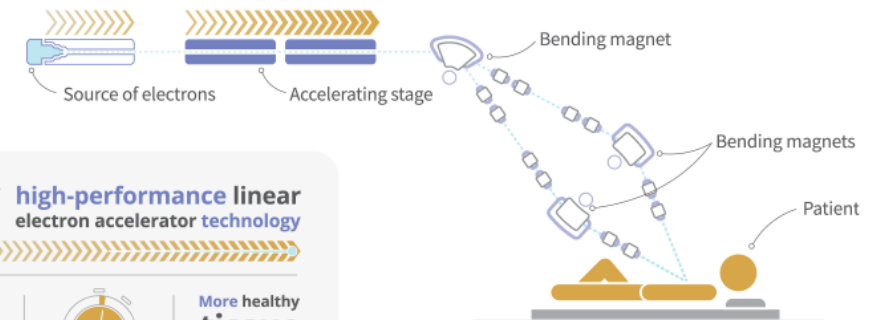 Bending magnet
Source of electrons
Accelerating stage
Bending magnets
high-performance linear
electron accelerator technology
Patient
More healthy